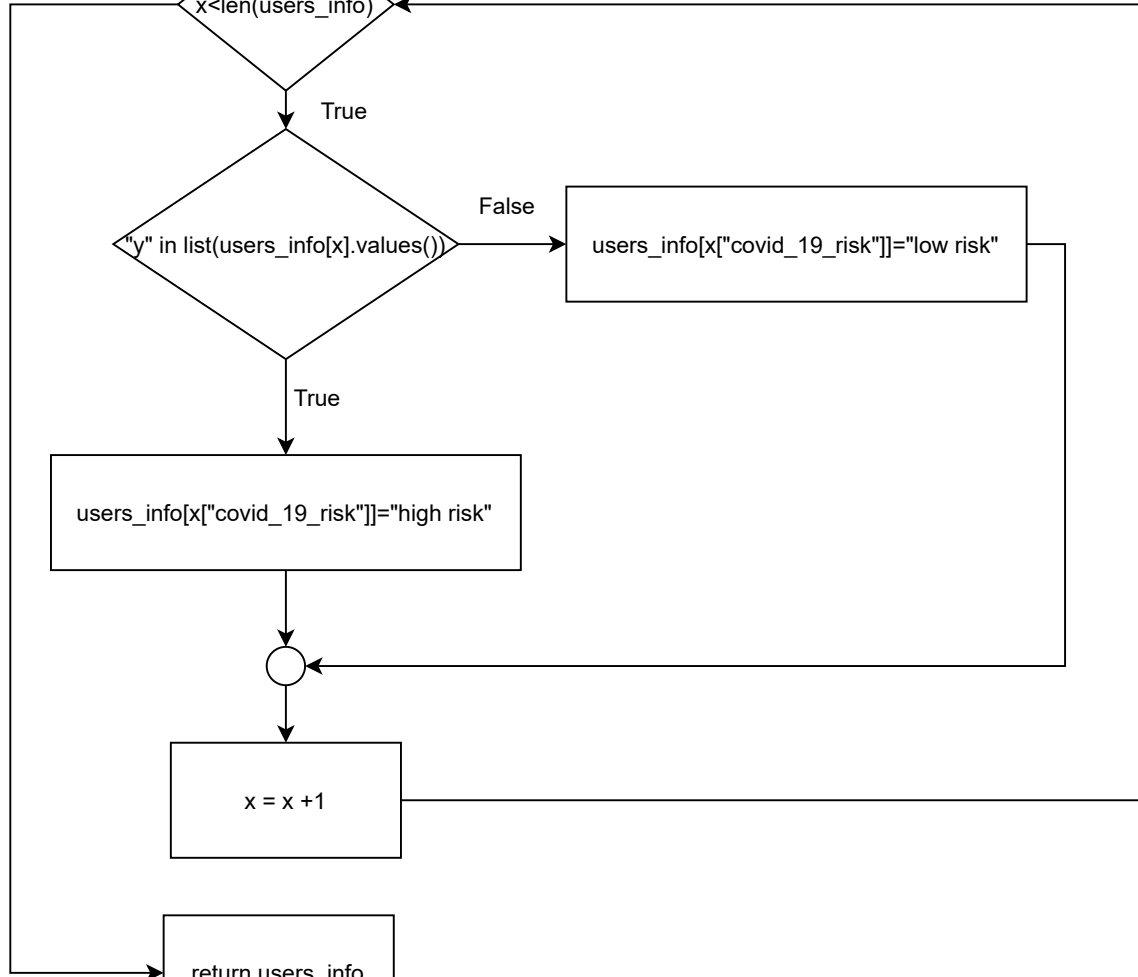 x<len(users_info)
True
"y" in list(users_info[x].values())
False
users_info[x["covid_19_risk"]]="low risk"
True
users_info[x["covid_19_risk"]]="high risk"
x = x +1
return users_info